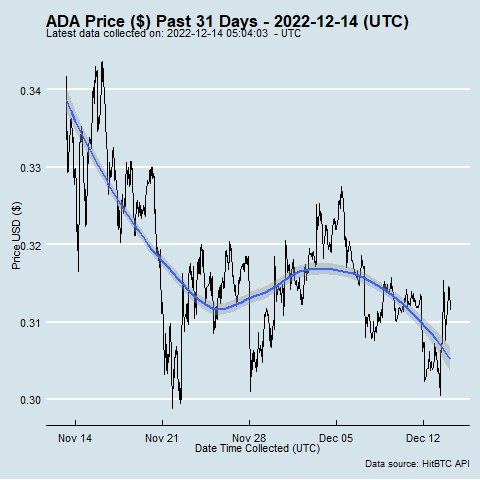 ADA Price ($) Past 31 Days - 2022-12-14 (UTC)
Latest data collected on: 2022-12-14 05:04:03 - UTC
0.34
0.33
0.32
0.31
0.30
Price USD ($)
Nov 14 Nov 21 Nov 28 Dec 05 Dec 12
Date Time Collected (UTC)
Data source: HitBTC API